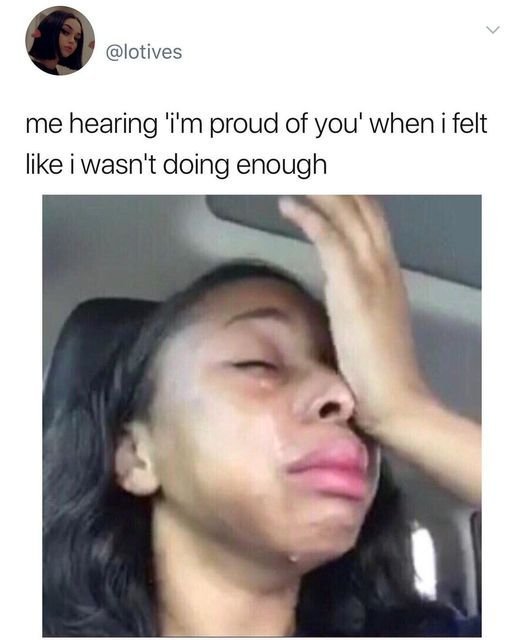 @lotives
me hearing 'i'm proud of you' when i felt
like i wasn't doing enough